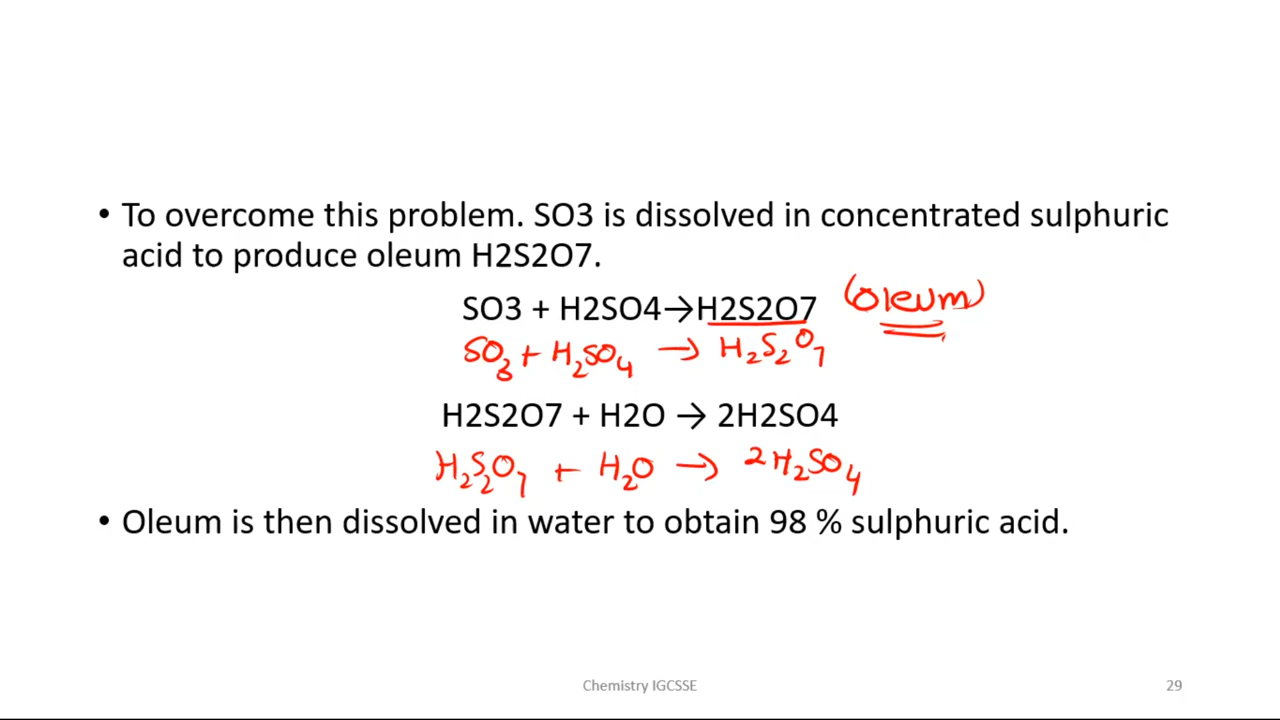 • To overcome this problem. SO3 is dissolved in concentrated sulphuric
acid to produce oleum H2S2O7.
SO3 + H2SO4→H2S2O7 (Oleum)
SO₃ + H₂SO₄ → H₂S₂O₇
H2S2O7 + H2O → 2H2SO4
H₂S₂O₇ + H₂O → 2H₂SO₄
• Oleum is then dissolved in water to obtain 98 % sulphuric acid.
Chemistry IGCSSE 29